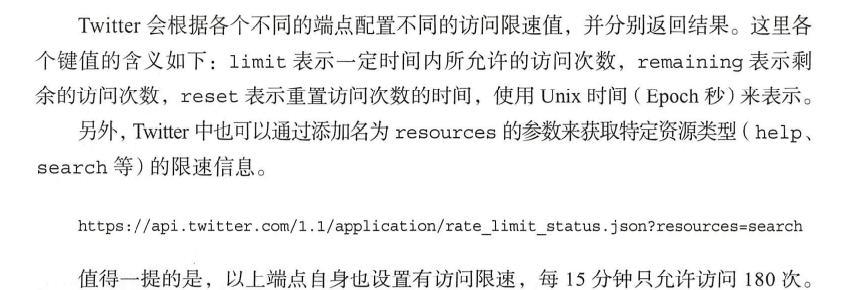 Twitter 会根据各个不同的端点配置不同的访问限速值，并分别返回结果。这里各
个键值的含义如下：limit 表示一定时间内所允许的访问次数，remaining 表示剩
余的访问次数，reset 表示重置访问次数的时间，使用 Unix 时间（Epoch 秒）来表示。
另外，Twitter 中也可以通过添加名为 resources 的参数来获取特定资源类型（help、
search 等）的限速信息。
https://api.twitter.com/1.1/application/rate_limit_status.json?resources=search
值得一提的是，以上端点自身也设置有访问限速，每 15 分钟只允许访问 180 次。